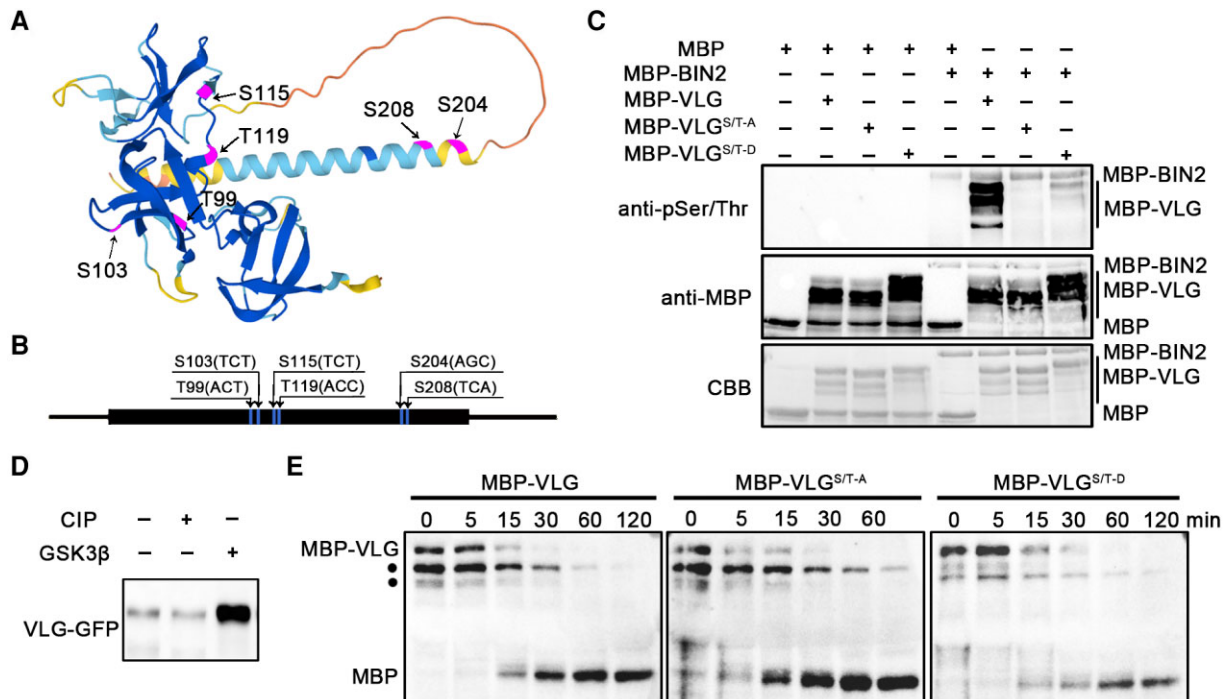 A
S115
S208
S204
T119
T99
S103
B
S103(TCT)
S115(TCT)
S204(AGC)
T99(ACT)
T119(ACC)
S208(TCA)
C
MBP + + + + + – – –
MBP-BIN2 – – – – + + + +
MBP-VLG – + – – – + – –
MBP-VLG^S/T-A – – + – – – + –
MBP-VLG^S/T-D – – – + – – – +
anti-pSer/Thr
MBP-BIN2
MBP-VLG
anti-MBP
MBP-BIN2
MBP-VLG
MBP
CBB
MBP-BIN2
MBP-VLG
MBP
D
CIP – + –
GSK3β – – +
VLG-GFP
E
MBP-VLG MBP-VLG^S/T-A MBP-VLG^S/T-D
0 5 15 30 60 120 0 5 15 30 60 0 5 15 30 60 120 min
MBP-VLG
MBP